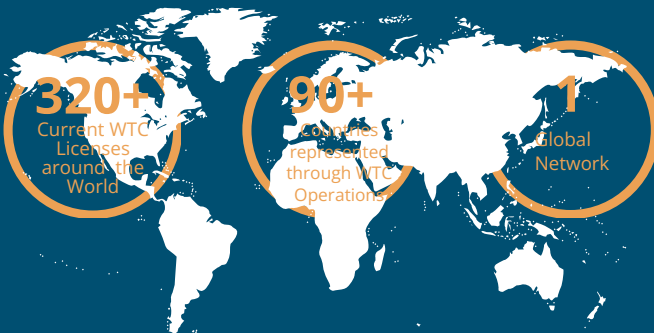 320+
Current WTC
Licenses
around the
World
90+
Countries
represented
through WTC
Operations
1
Global
Network